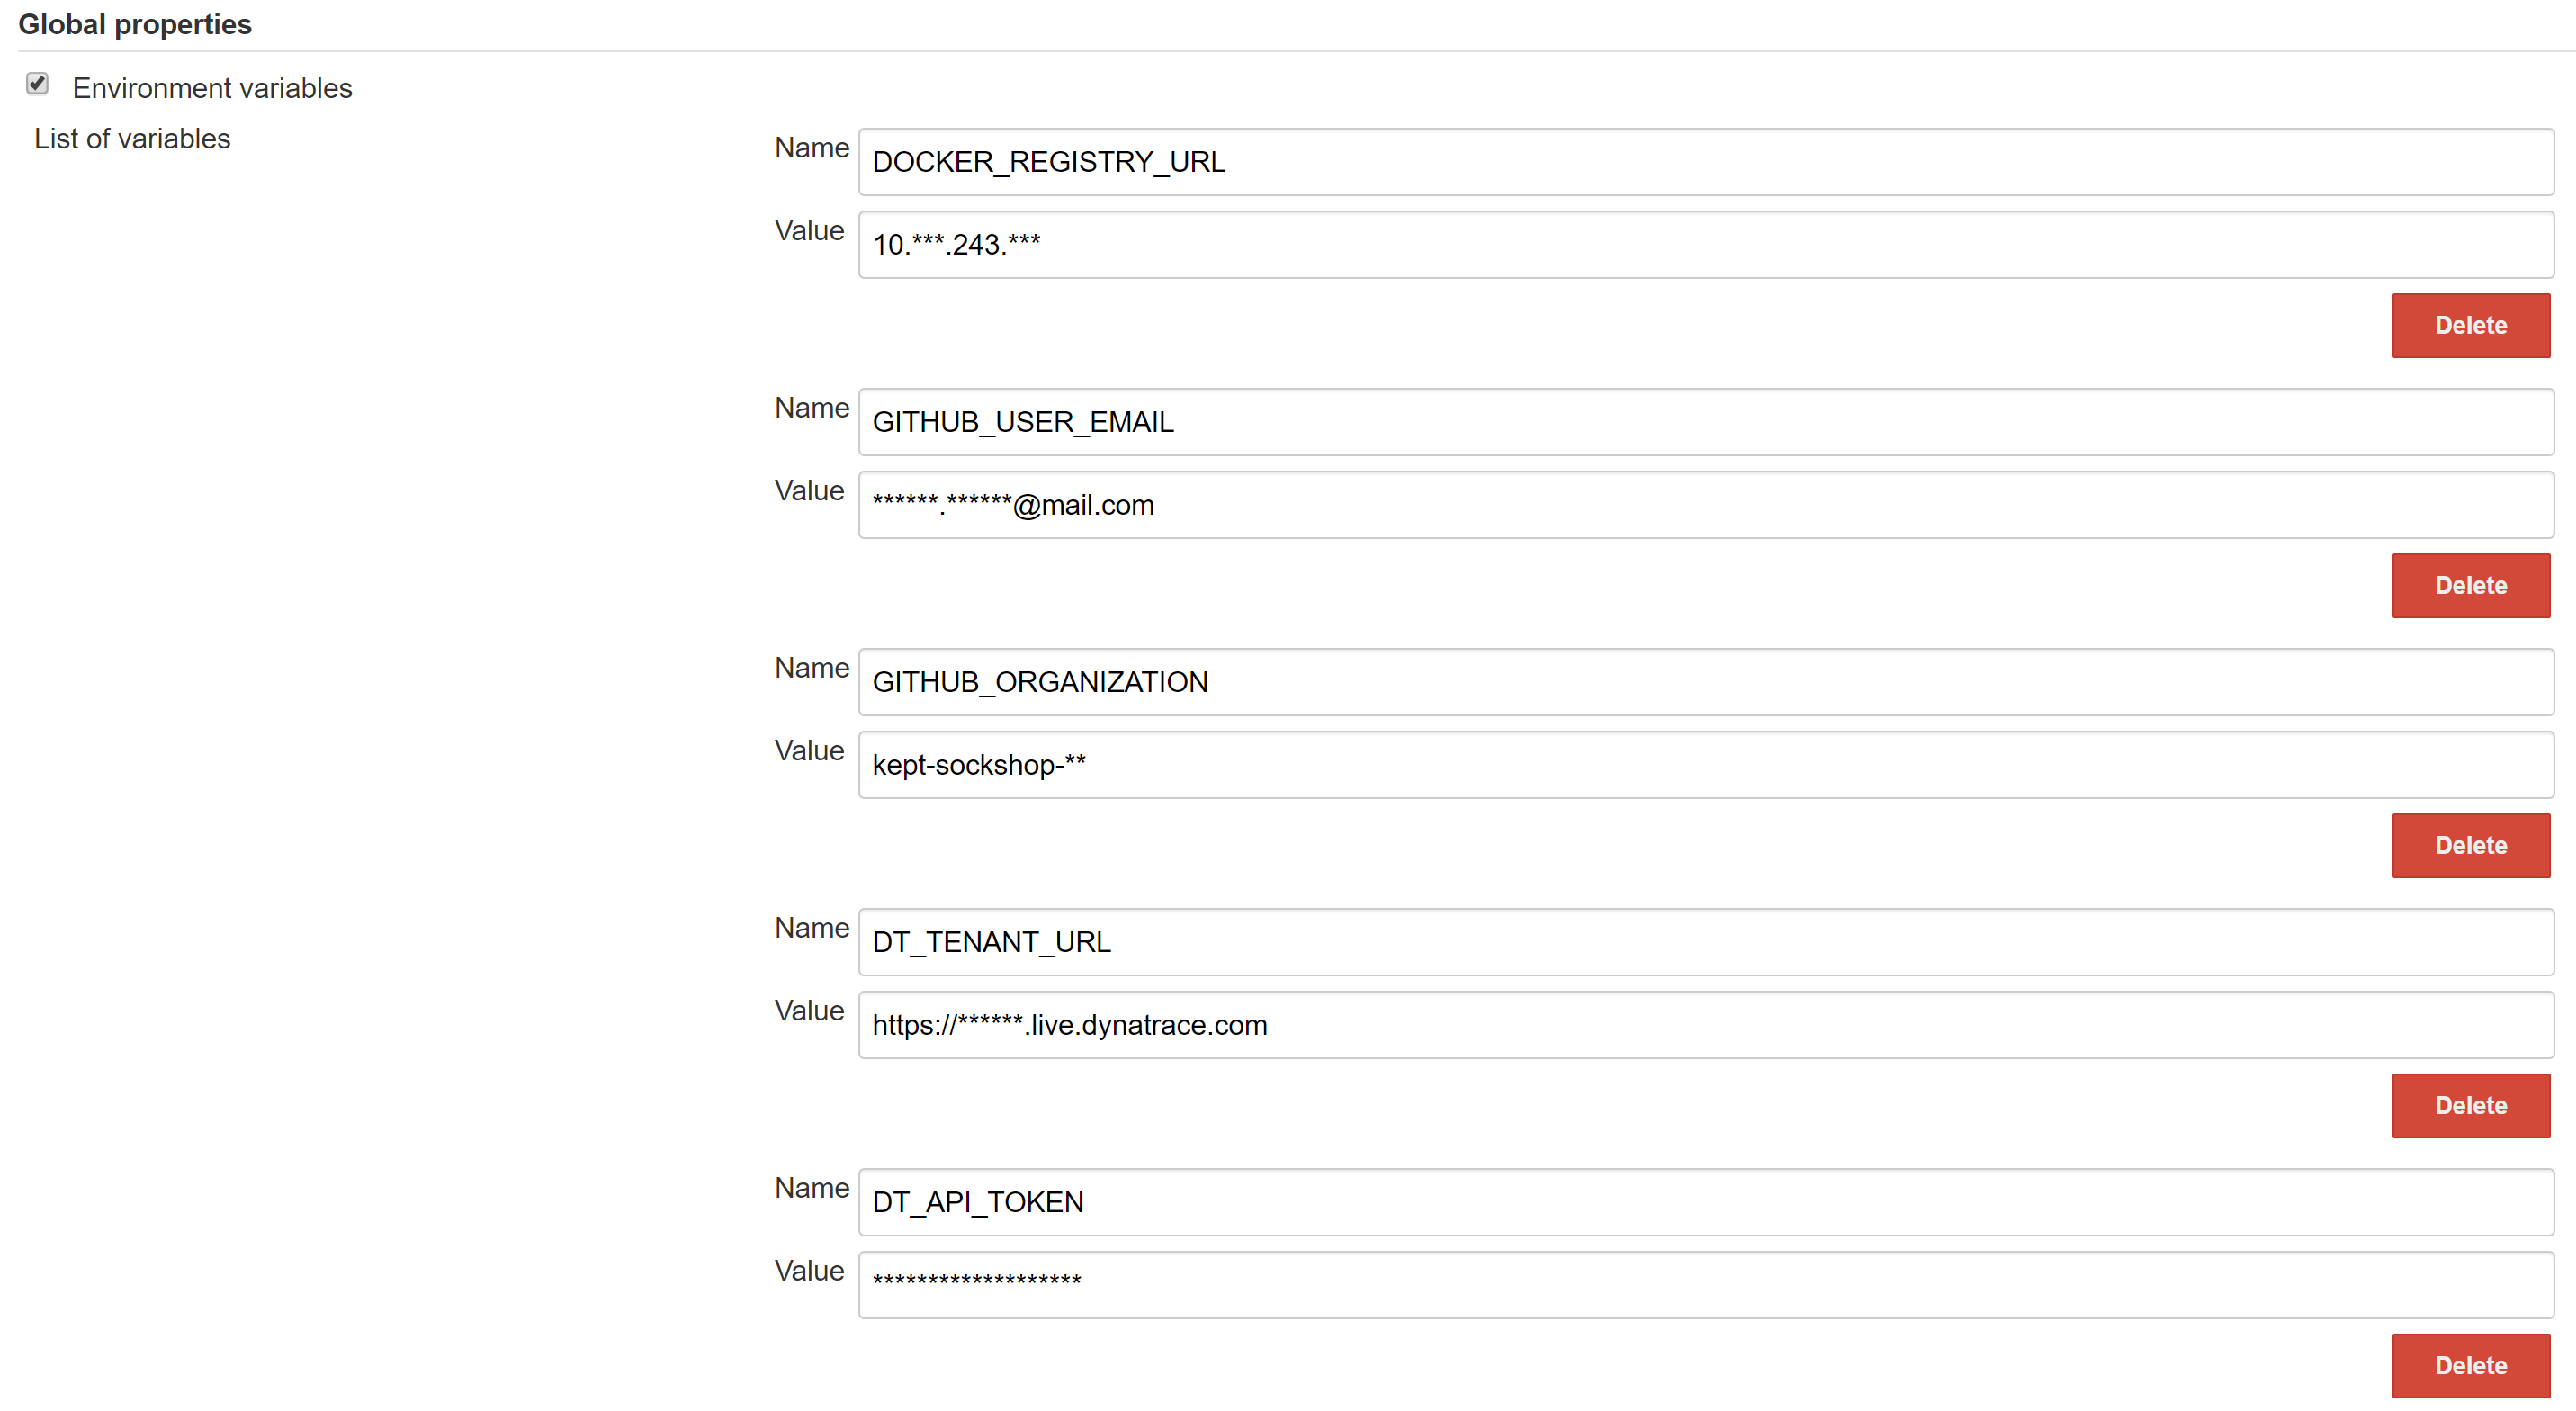 Global properties
Environment variables
List of variables
Name DOCKER_REGISTRY_URL
Value 10.***.243.***
Delete
Name GITHUB_USER_EMAIL
Value ******.******@mail.com
Delete
Name GITHUB_ORGANIZATION
Value kept-sockshop-**
Delete
Name DT_TENANT_URL
Value https://******.live.dynatrace.com
Delete
Name DT_API_TOKEN
Value *******************
Delete